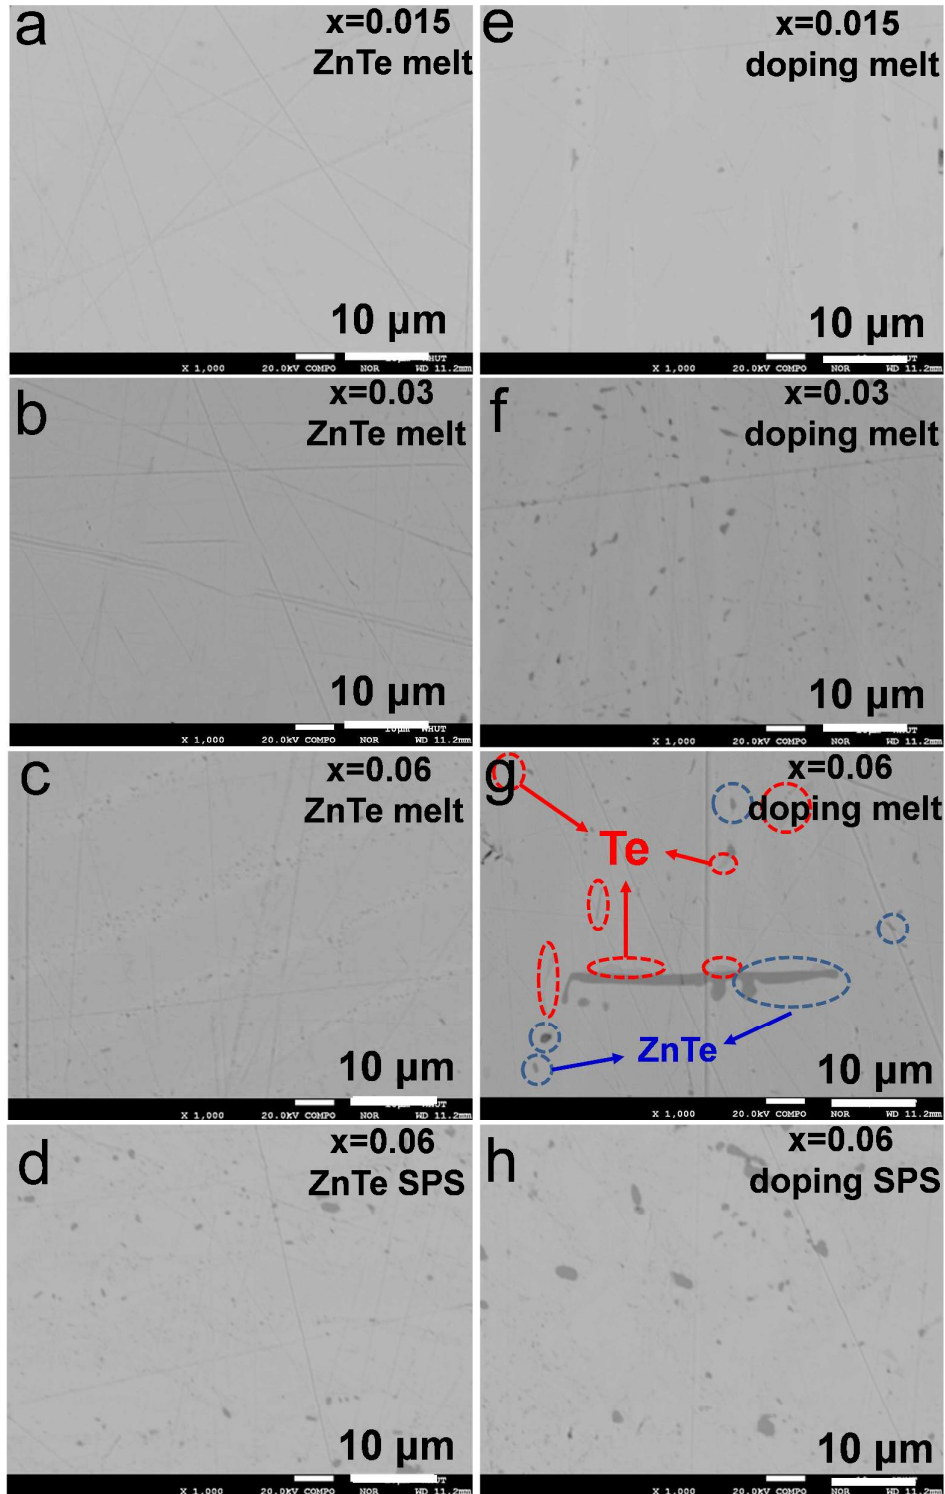 a
x=0.015
ZnTe melt
10 μm
X 1,000 20.0kV COMPO NOR WD 11.2mm
e
x=0.015
doping melt
10 μm
X 1,000 20.0kV COMPO NOR WD 11.2mm
b
x=0.03
ZnTe melt
10 μm
10μm WHUT
X 1,000 20.0kV COMPO NOR WD 11.2mm
f
x=0.03
doping melt
10 μm
X 1,000 20.0kV COMPO NOR WD 11.2mm
c
x=0.06
ZnTe melt
10 μm
X 1,000 20.0kV COMPO NOR WD 11.2mm
g
x=0.06
doping melt
Te
ZnTe
10 μm
X 1,000 20.0kV COMPO NOR WD 11.2mm
d
x=0.06
ZnTe SPS
10 μm
X 1,000 20.0kV COMPO NOR WD 11.2mm
h
x=0.06
doping SPS
10 μm
X 1,000 20.0kV COMPO NOR WD 11.2mm